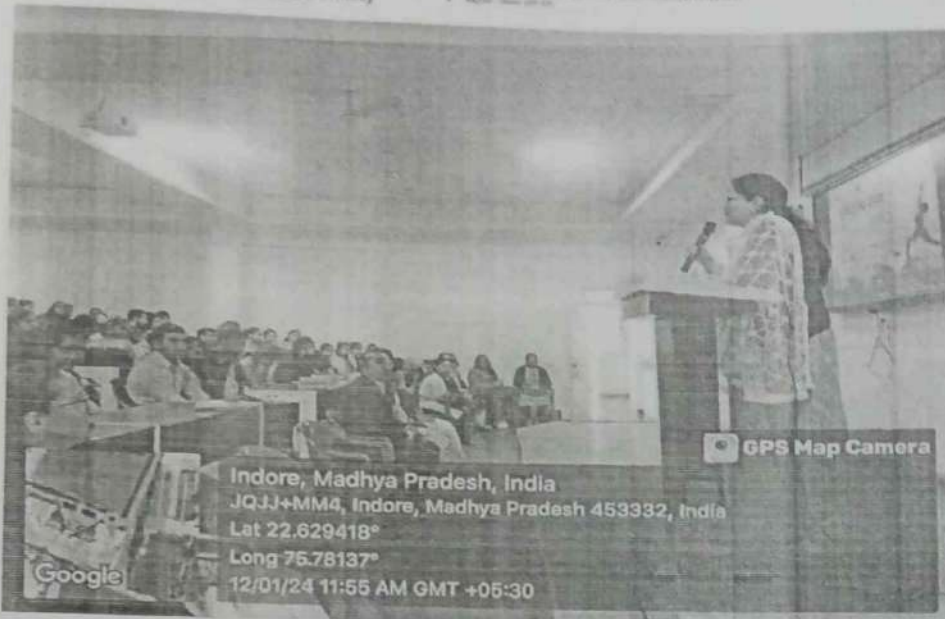 GPS Map Camera
Indore, Madhya Pradesh, India
JQJJ+MM4, Indore, Madhya Pradesh 453332, India
Lat 22.629418°
Long 75.78137°
12/01/24 11:55 AM GMT +05:30
Google